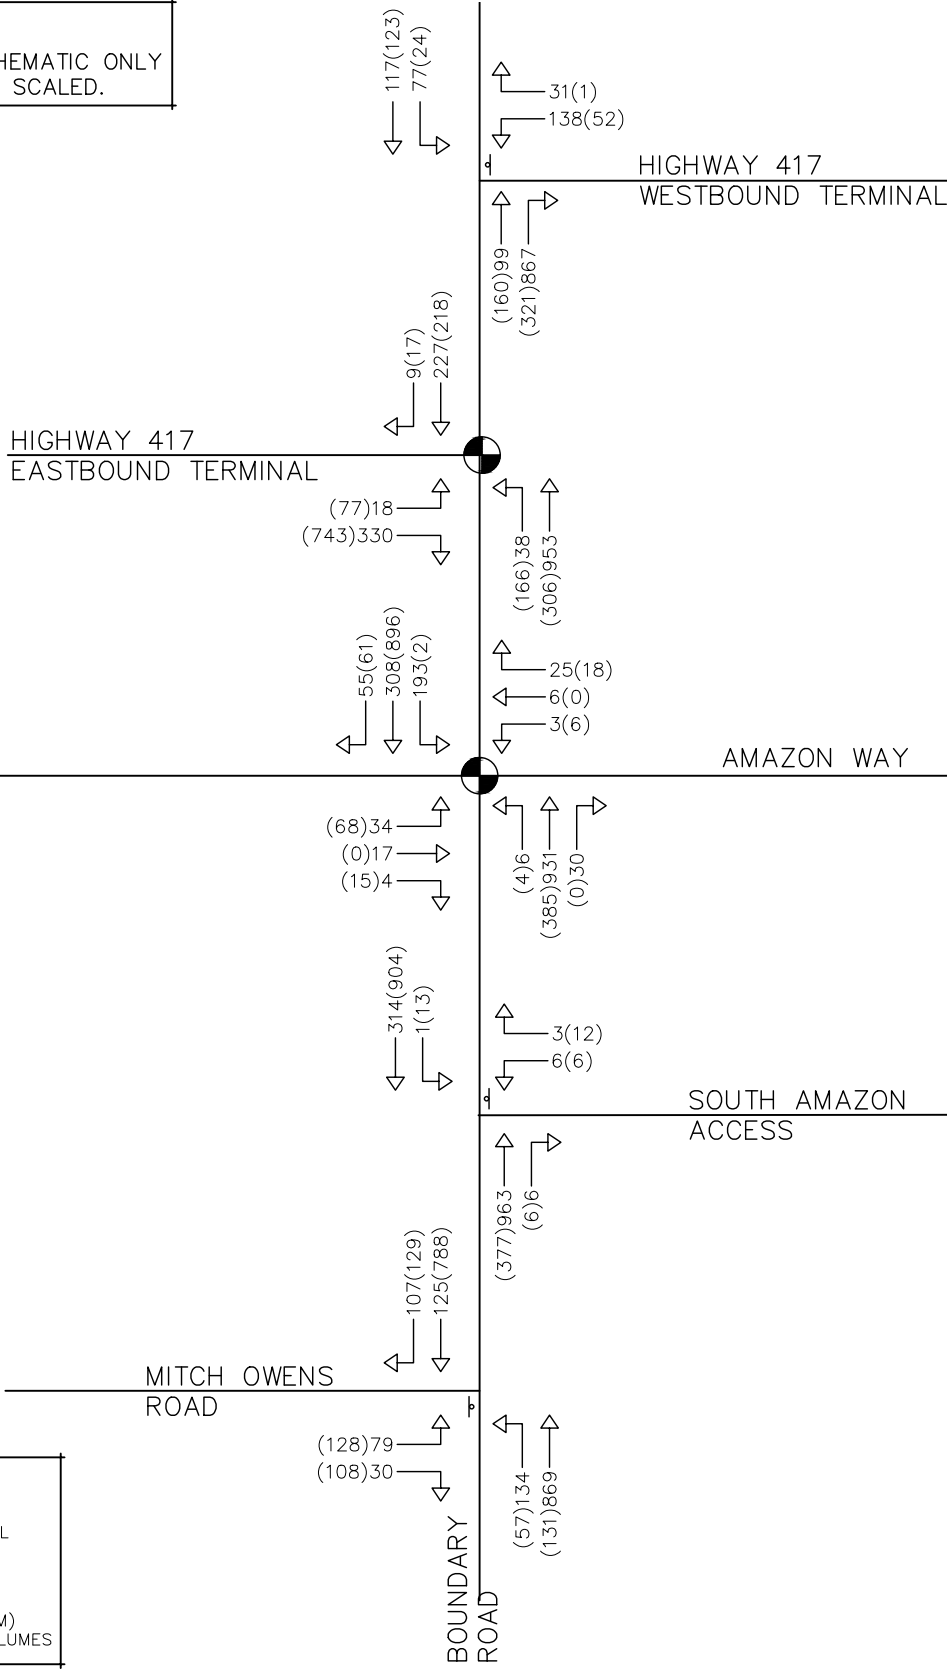 HEMATIC ONLY
SCALED.
117(123)
77(24)
31(1)
138(52)
HIGHWAY 417
WESTBOUND TERMINAL
(160)99
(321)867
9(17)
227(218)
HIGHWAY 417
EASTBOUND TERMINAL
(77)18
(743)330
(166)38
(306)953
55(61)
308(896)
193(2)
25(18)
6(0)
3(6)
AMAZON WAY
(68)34
(0)17
(15)4
(4)6
(385)931
(0)30
314(904)
1(13)
3(12)
6(6)
SOUTH AMAZON
ACCESS
(377)963
(6)6
107(129)
125(788)
MITCH OWENS
ROAD
(128)79
(108)30
(57)134
(131)869
BOUNDARY
ROAD
L
M)
LUMES